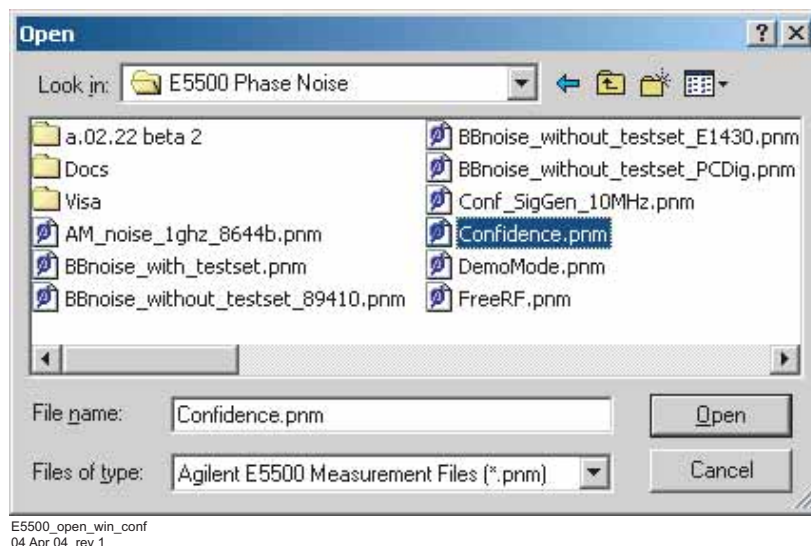 Open
Look in: E5500 Phase Noise
a.02.22 beta 2
Docs
Visa
AM_noise_1ghz_8644b.pnm
BBnoise_with_testset.pnm
BBnoise_without_testset_89410.pnm
BBnoise_without_testset_E1430.pnm
BBnoise_without_testset_PCDig.pnm
Conf_SigGen_10MHz.pnm
Confidence.pnm
DemoMode.pnm
FreeRF.pnm
File name: Confidence.pnm Open
Files of type: Agilent E5500 Measurement Files (*.pnm) Cancel
E5500_open_win_conf
04 Apr 04 rev 1